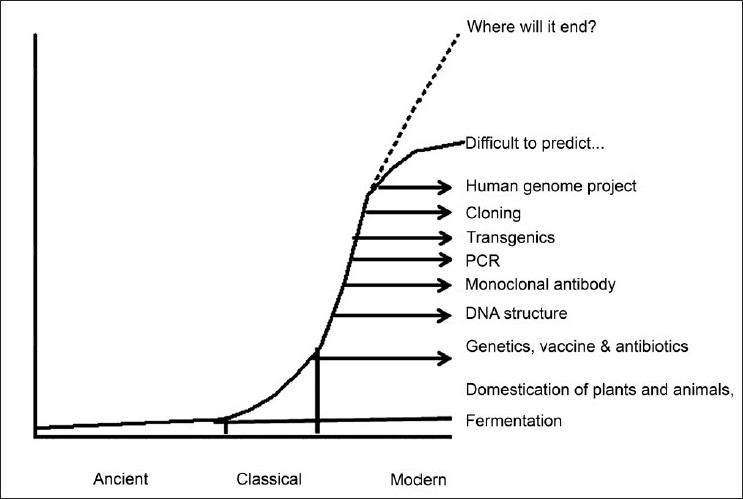 Where will it end?
Difficult to predict...
Human genome project
Cloning
Transgenics
PCR
Monoclonal antibody
DNA structure
Genetics, vaccine & antibiotics
Domestication of plants and animals,
Fermentation
Ancient
Classical
Modern